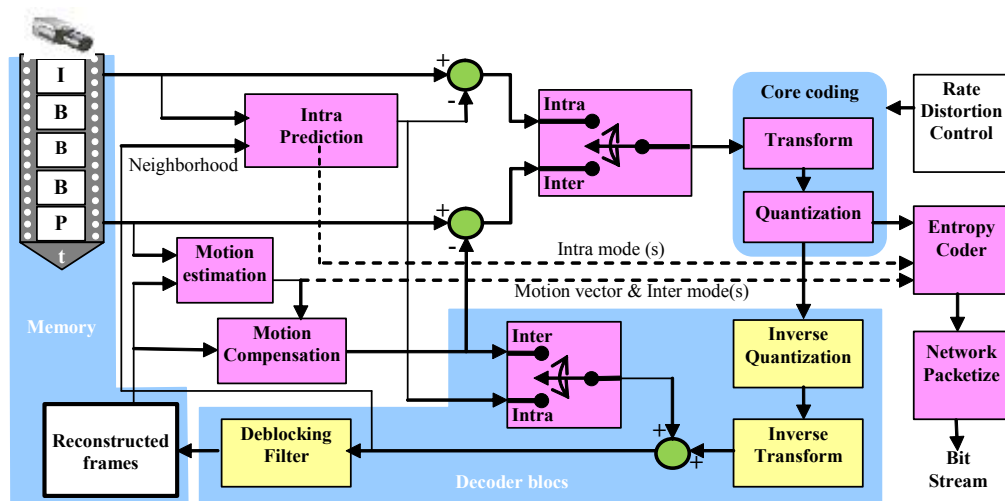 I
B
B
B
P
t
Memory
Neighborhood
Intra
Prediction
+
-
+
-
Motion
estimation
Motion
Compensation
Intra
Inter
Core coding
Transform
Quantization
Rate
Distortion
Control
Intra mode (s)
Motion vector & Inter mode(s)
Entropy
Coder
Network
Packetize
Bit
Stream
Inter
Intra
Inverse
Quantization
Inverse
Transform
+
+
Deblocking
Filter
Reconstructed
frames
Decoder blocs